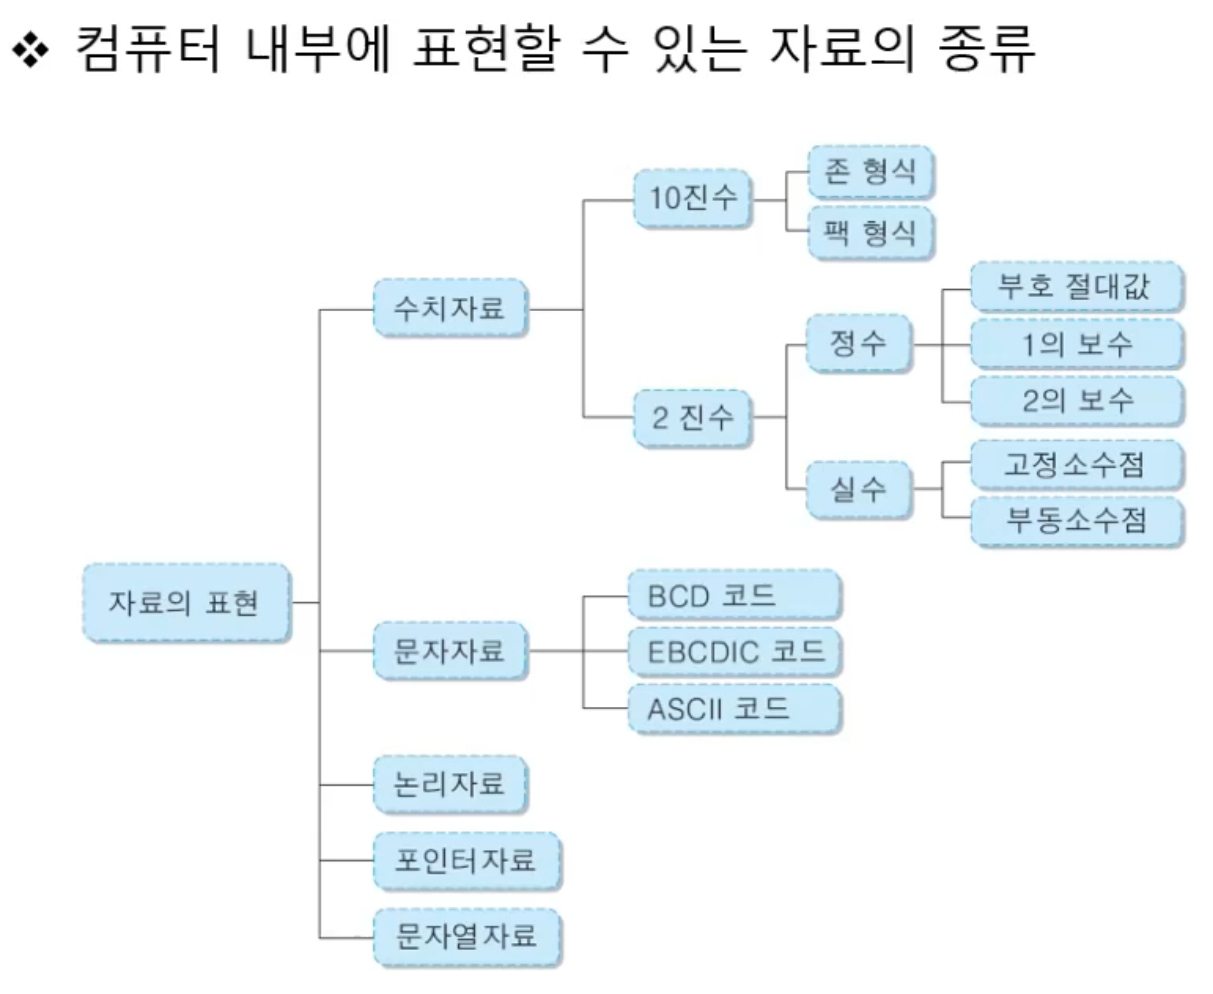 ❖ 컴퓨터 내부에 표현할 수 있는 자료의 종류
자료의 표현
수치자료
10진수
존 형식
팩 형식
2 진수
정수
부호 절대값
1의 보수
2의 보수
실수
고정소수점
부동소수점
문자자료
BCD 코드
EBCDIC 코드
ASCII 코드
논리자료
포인터자료
문자열자료